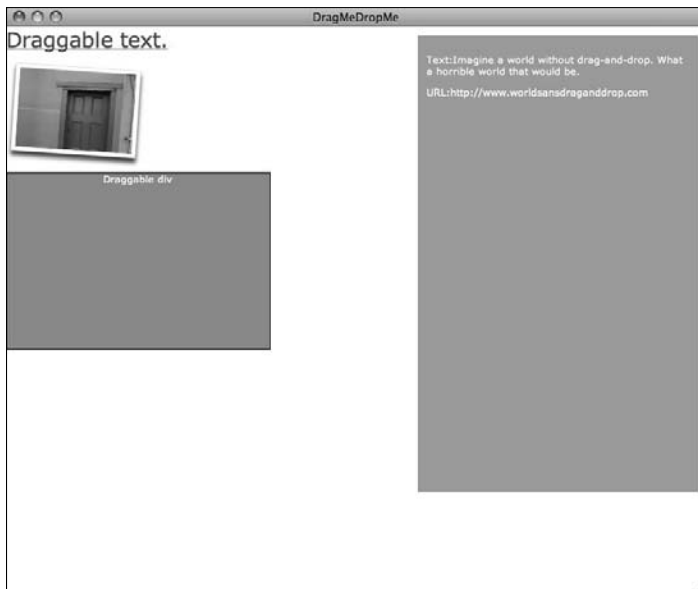 DragMeDropMe
Draggable text.
Draggable div
Text:Imagine a world without drag-and-drop. What
a horrible world that would be.
URL:http://www.worldsansdraganddrop.com